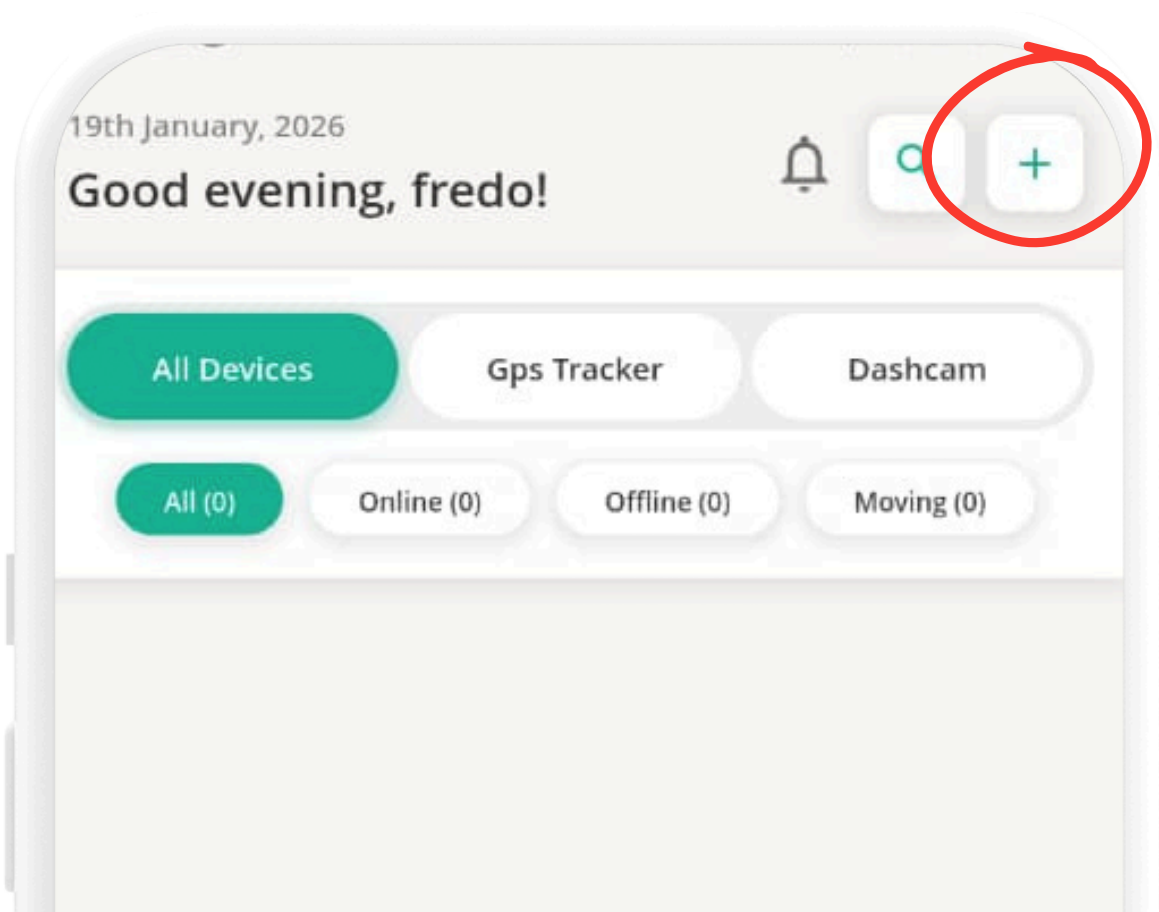 19th January, 2026
Good evening, fredo!
All Devices Gps Tracker Dashcam
All (0) Online (0) Offline (0) Moving (0)